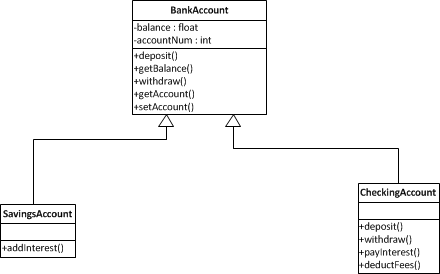 BankAccount
-balance : float
-accountNum : int
+deposit()
+getBalance()
+withdraw()
+getAccount()
+setAccount()
SavingsAccount
+addInterest()
CheckingAccount
+deposit()
+withdraw()
+payInterest()
+deductFees()